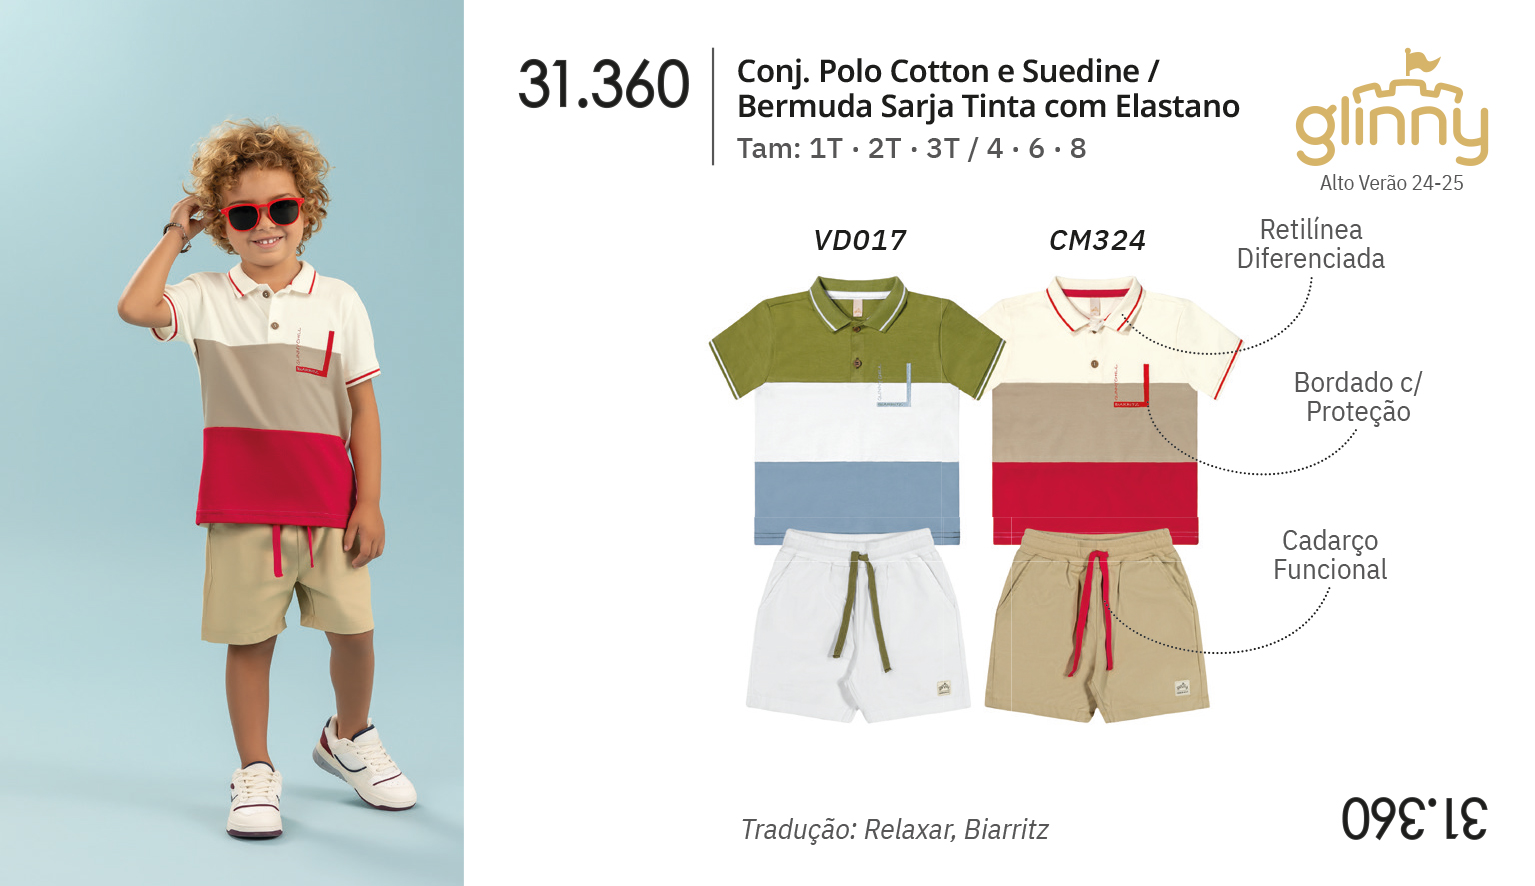 31.360
Conj. Polo Cotton e Suedine /
Bermuda Sarja Tinta com Elastano
Tam: 1T • 2T • 3T / 4 • 6 • 8
glinny
Alto Verão 24-25
VD017
CM324
Retilínea
Diferenciada
Bordado c/
Proteção
Cadarço
Funcional
Tradução: Relaxar, Biarritz
31.360